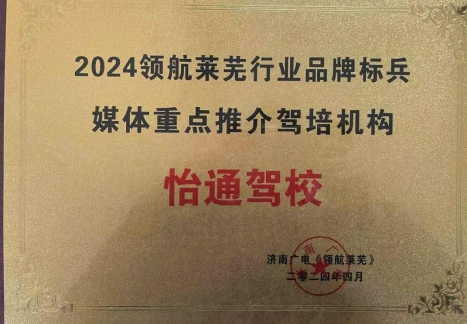 2024领航莱芜行业品牌标兵
媒体重点推介驾培机构
怡通驾校
济南广电《领航莱芜》
二〇二四年四月